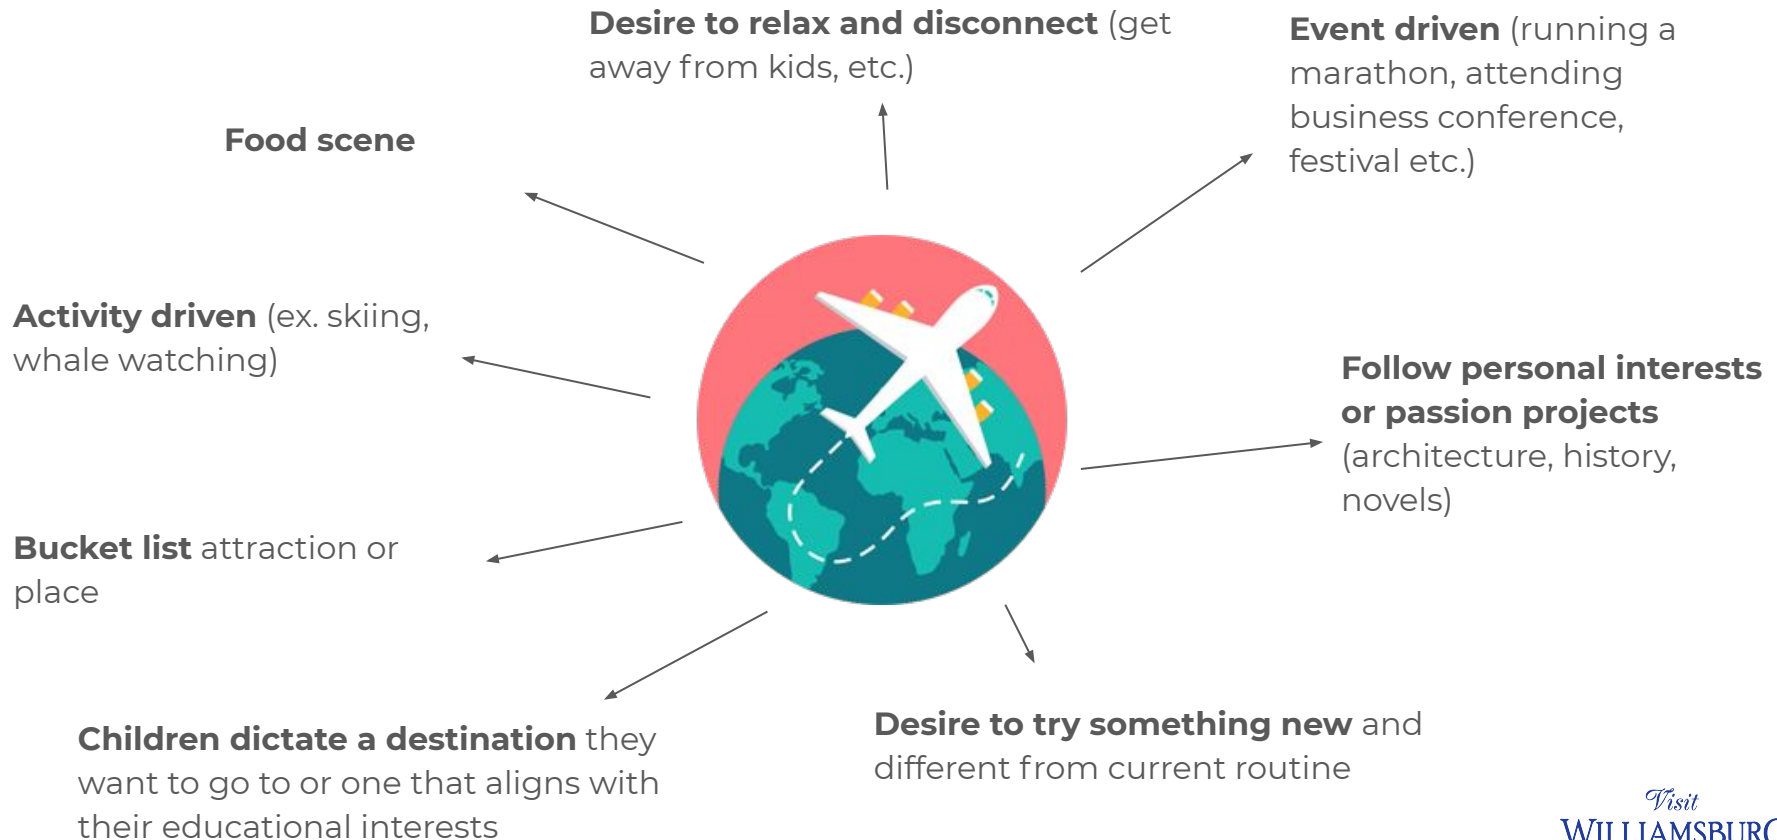 Desire to relax and disconnect (get
away from kids, etc.)
Event driven (running a
marathon, attending
business conference,
festival etc.)
Food scene
Activity driven (ex. skiing,
whale watching)
Follow personal interests
or passion projects
(architecture, history,
novels)
Bucket list attraction or
place
Children dictate a destination they
want to go to or one that aligns with
their educational interests
Desire to try something new and
different from current routine
Visit
WILLIAMSBURG